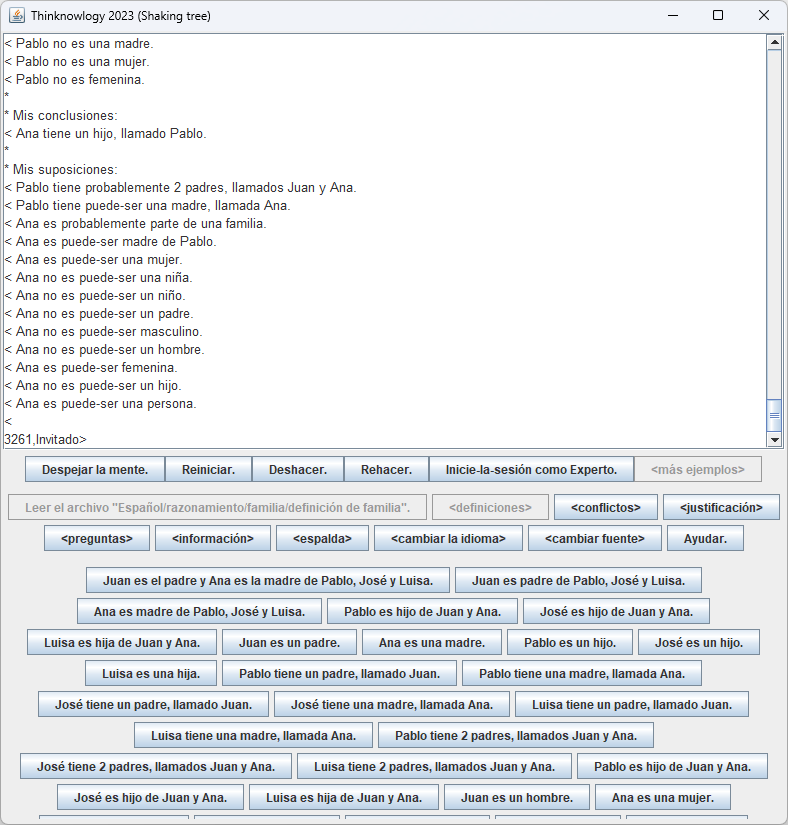 Thinknowlogy 2023 (Shaking tree)
< Pablo no es una madre.
< Pablo no es una mujer.
< Pablo no es femenina.
*
* Mis conclusiones:
< Ana tiene un hijo, llamado Pablo.
*
* Mis suposiciones:
< Pablo tiene probablemente 2 padres, llamados Juan y Ana.
< Pablo tiene puede-ser una madre, llamada Ana.
< Ana es probablemente parte de una familia.
< Ana es puede-ser madre de Pablo.
< Ana es puede-ser una mujer.
< Ana no es puede-ser una niña.
< Ana no es puede-ser un niño.
< Ana no es puede-ser un padre.
< Ana no es puede-ser masculino.
< Ana no es puede-ser un hombre.
< Ana es puede-ser femenina.
< Ana no es puede-ser un hijo.
< Ana es puede-ser una persona.
<
3261,Invitado>
Despejar la mente. Reiniciar. Deshacer. Rehacer. Inicie-la-sesión como Experto. <más ejemplos>
Leer el archivo "Español/razonamiento/familia/definición de familia". <definiciones> <conflictos> <justificación>
<preguntas> <información> <espalda> <cambiar la idioma> <cambiar fuente> Ayudar.
Juan es el padre y Ana es la madre de Pablo, José y Luisa. Juan es padre de Pablo, José y Luisa.
Ana es madre de Pablo, José y Luisa. Pablo es hijo de Juan y Ana. José es hijo de Juan y Ana.
Luisa es hija de Juan y Ana. Juan es un padre. Ana es una madre. Pablo es un hijo. José es un hijo.
Luisa es una hija. Pablo tiene un padre, llamado Juan. Pablo tiene una madre, llamada Ana.
José tiene un padre, llamado Juan. José tiene una madre, llamada Ana. Luisa tiene un padre, llamado Juan.
Luisa tiene una madre, llamada Ana. Pablo tiene 2 padres, llamados Juan y Ana.
José tiene 2 padres, llamados Juan y Ana. Luisa tiene 2 padres, llamados Juan y Ana. Pablo es hijo de Juan y Ana.
José es hijo de Juan y Ana. Luisa es hija de Juan y Ana. Juan es un hombre. Ana es una mujer.